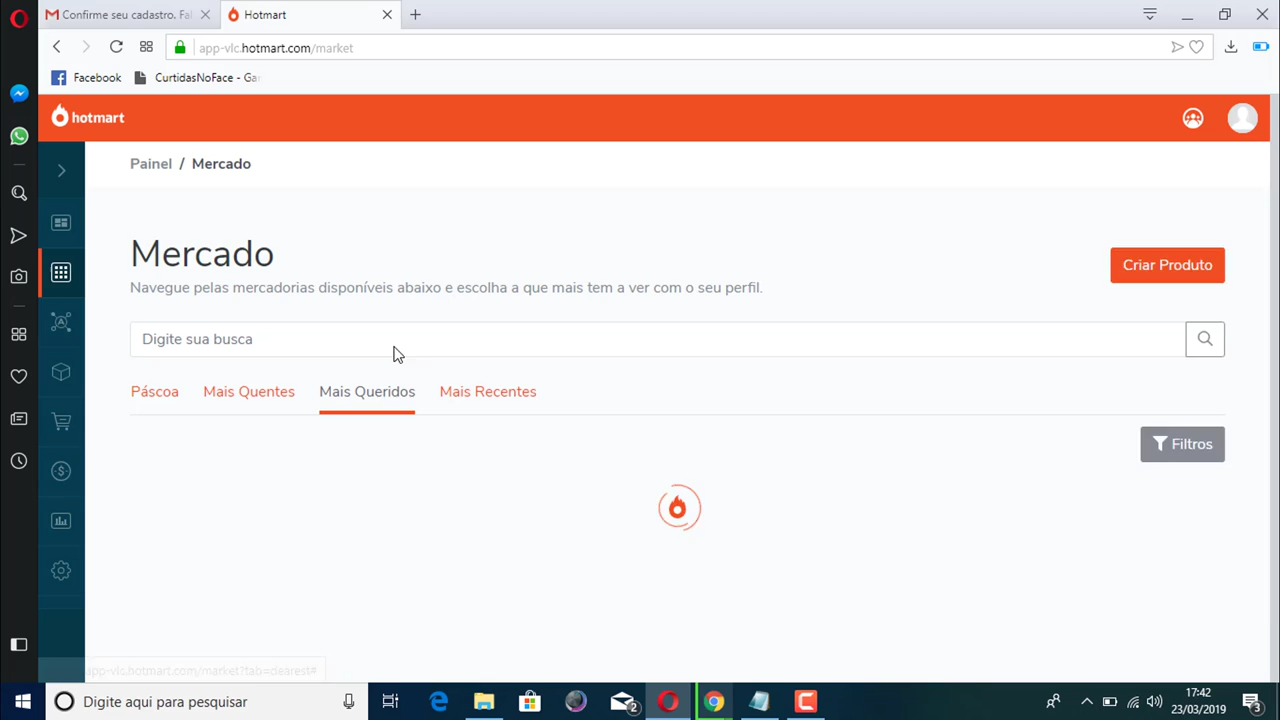 Confirme seu cadastro. Fal
Hotmart
app-vlc.hotmart.com/market
Facebook
CurtidasNoFace - Gar
hotmart
Painel / Mercado
Mercado
Criar Produto
Navegue pelas mercadorias disponíveis abaixo e escolha a que mais tem a ver com o seu perfil.
Digite sua busca
Páscoa Mais Quentes Mais Queridos Mais Recentes
Filtros
app-vlc.hotmart.com/market?tab=dearest#
Digite aqui para pesquisar
2
17:42
23/03/2019
3